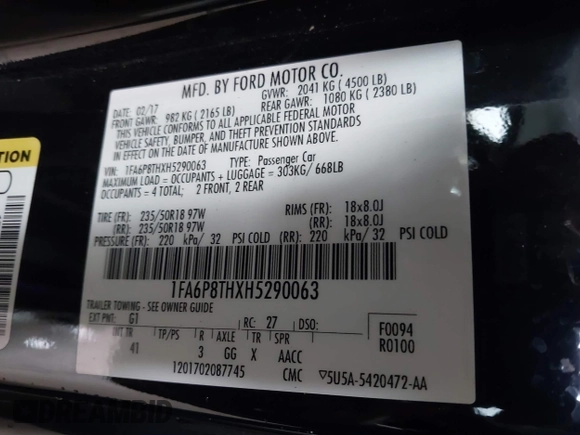 MFD. BY FORD MOTOR CO.
DATE: 02/17 GVWR: 2041 KG ( 4500 LB)
FRONT GAWR: 982 KG ( 2165 LB) REAR GAWR: 1080 KG ( 2380 LB)
THIS VEHICLE CONFORMS TO ALL APPLICABLE FEDERAL MOTOR
VEHICLE SAFETY, BUMPER, AND THEFT PREVENTION STANDARDS
IN EFFECT ON THE DATE OF MANUFACTURE SHOWN ABOVE.
VIN: 1FA6P8THXH5290063 TYPE: Passenger Car
MAXIMUM LOAD = OCCUPANTS + LUGGAGE = 303KG/ 668LB
OCCUPANTS = 4 TOTAL; 2 FRONT, 2 REAR
TIRE (FR): 235/50R18 97W RIMS (FR): 18x8.0J
(RR): 235/50R18 97W (RR): 18x8.0J
PRESSURE (FR): 220 kPa/ 32 PSI COLD (RR): 220 kPa/ 32 PSI COLD
1FA6P8THXH5290063
TRAILER TOWING - SEE OWNER GUIDE
EXT PNT: G1 RC: 27 DSO: F0094
INT TR TP/PS R AXLE TR SPR R0100
41 3 GG X AACC
1201702087745 CMC 5U5A-5420472-AA
DREAMBID